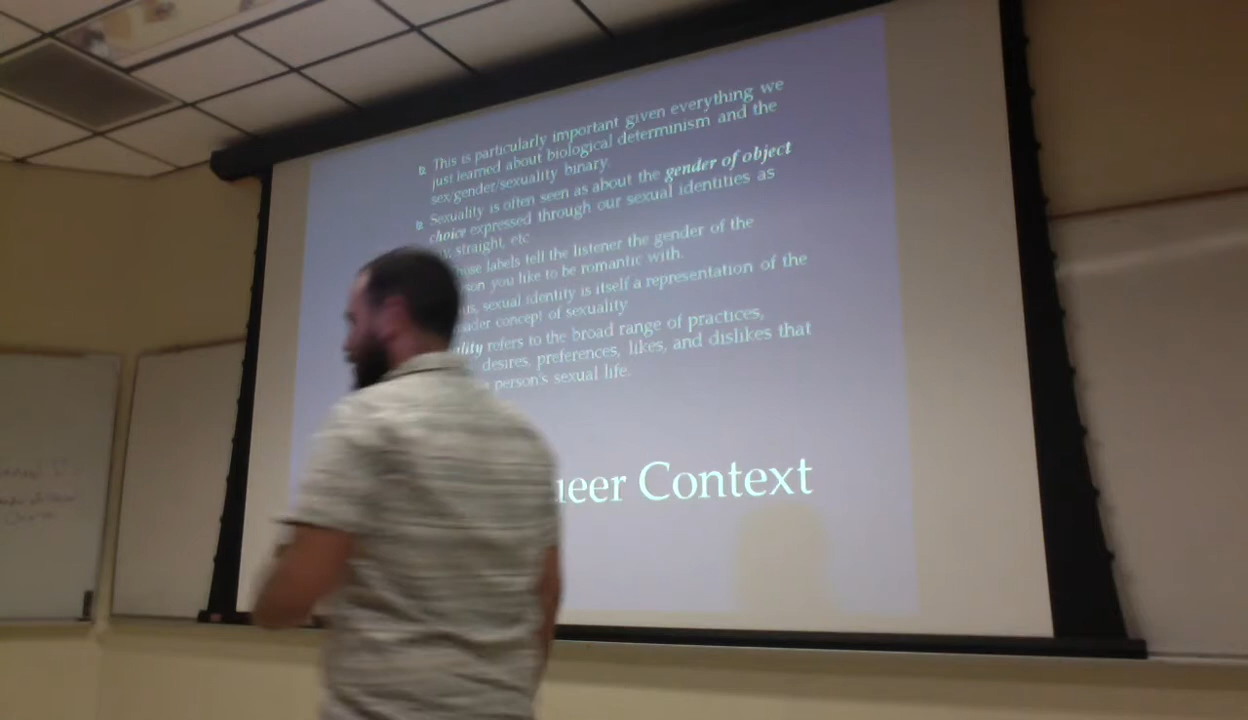 This is particularly important given everything we
just learned about biological determinism and the
sex/gender/sexuality binary.
Sexuality is often seen as about the gender of object
choice expressed through our sexual identities as
straight, etc
labels tell the listener the gender of the
you like to be romantic with.
sexual identity is itself a representation of the
concept of sexuality
refers to the broad range of practices,
desires, preferences, likes, and dislikes that
person's sexual life.
ueer Context